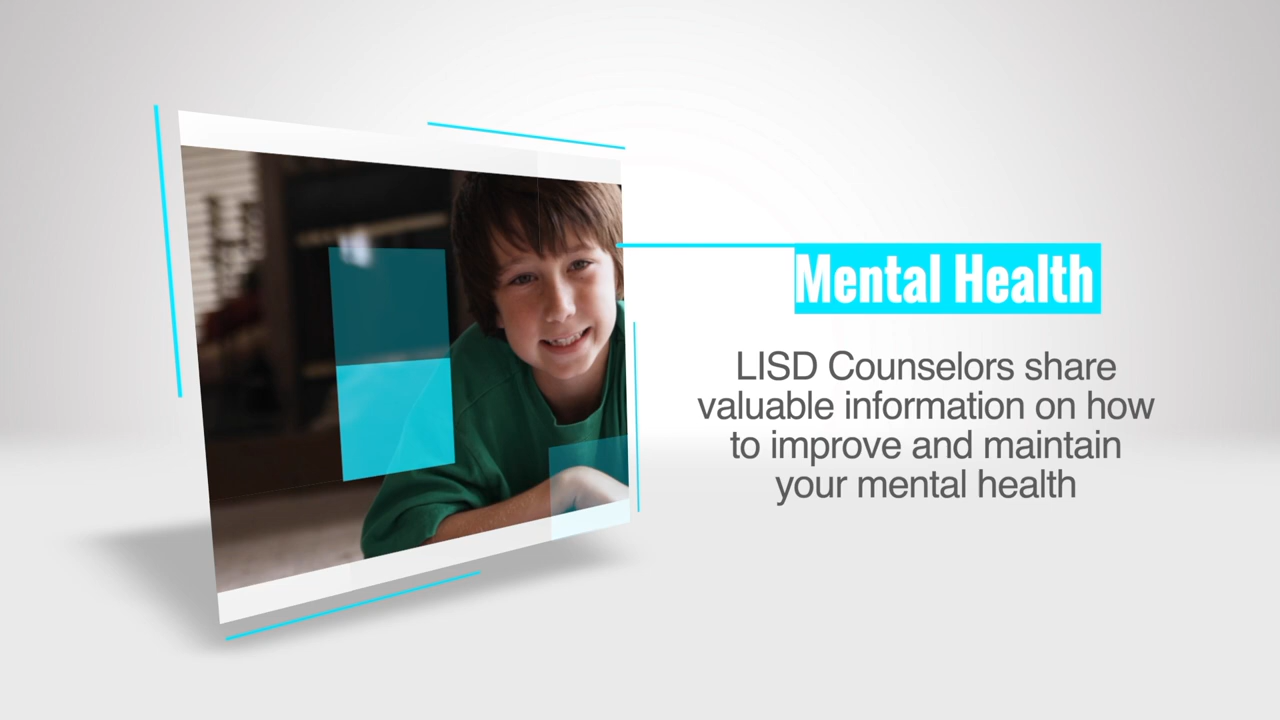 Mental Health
LISD Counselors share
valuable information on how
to improve and maintain
your mental health